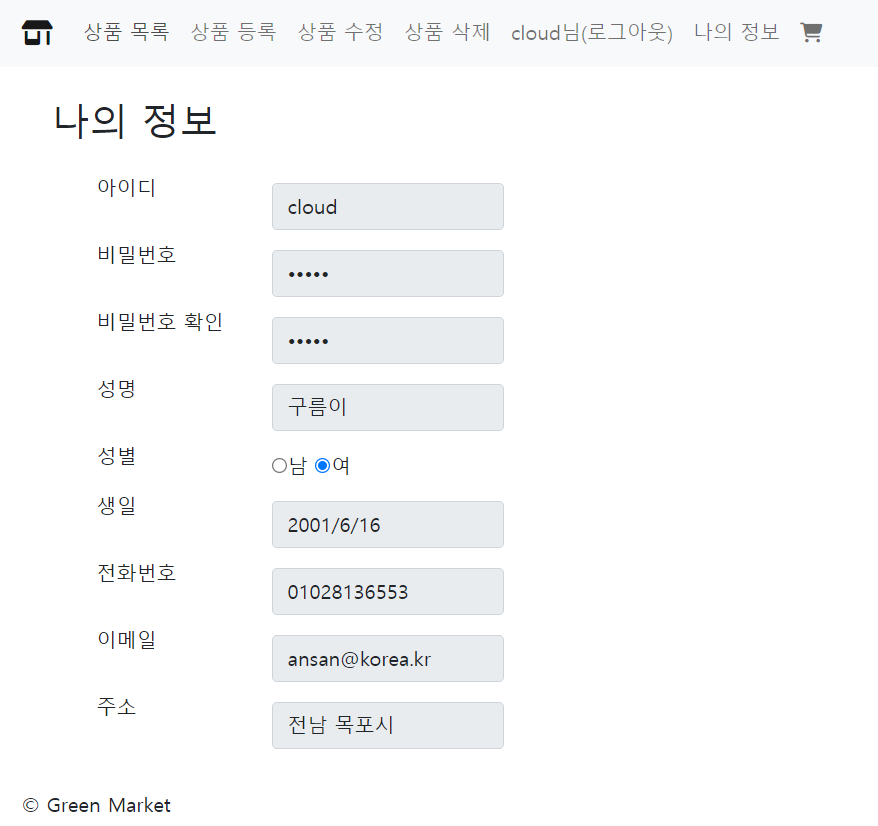 상품 목록 상품 등록 상품 수정 상품 삭제 cloud님(로그아웃) 나의 정보
나의 정보
아이디 cloud
비밀번호 •••••
비밀번호 확인 •••••
성명 구름이
성별 남 여
생일 2001/6/16
전화번호 01028136553
이메일 ansan@korea.kr
주소 전남 목포시
© Green Market